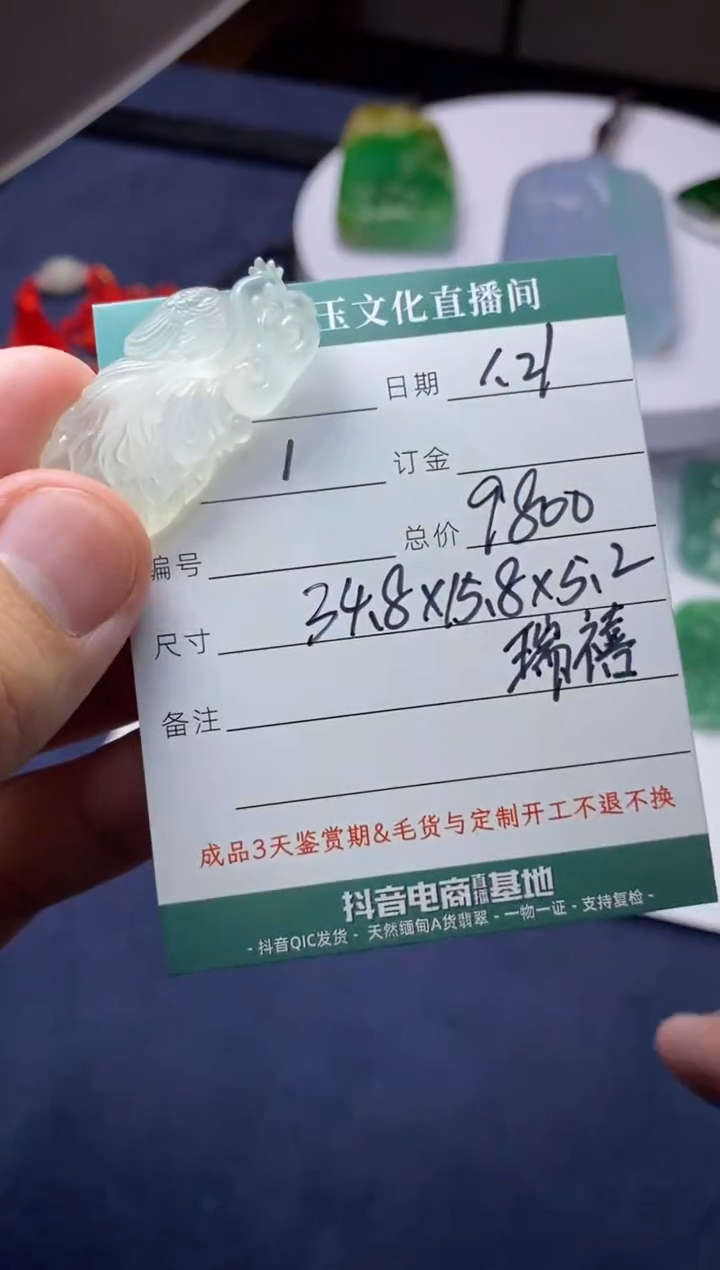 玉文化直播间
日期 1.21
1 订金
总价 9800
编号
尺寸 34.8×15.8×5.2
瑞禧
备注
成品3天鉴赏期&毛货与定制开工不退不换
抖音电商直播基地
- 抖音QIC发货 - 天然缅甸A货翡翠 - 一物一证 - 支持复检 -